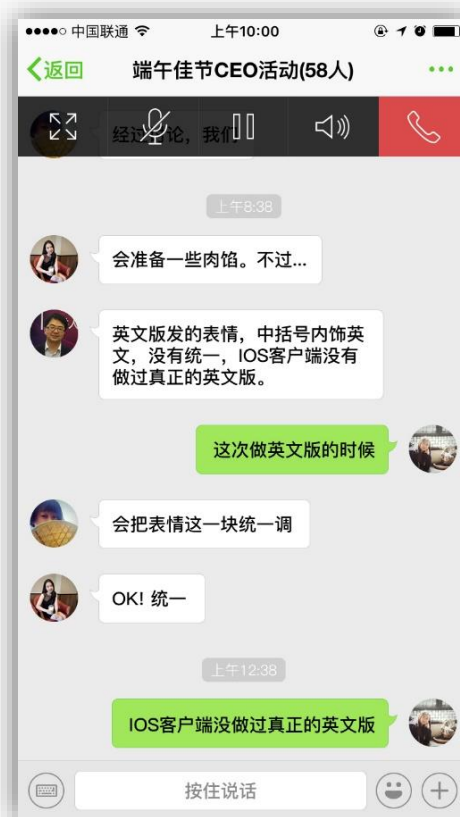 中国联通 上午10:00
返回 端午佳节CEO活动(58人)
经过讨论，我们
上午8:38
会准备一些肉馅。不过...
英文版发的表情，中括号内饰英
文，没有统一，IOS客户端没有
做过真正的英文版。
这次做英文版的时候
会把表情这一块统一调
OK! 统一
上午12:38
IOS客户端没做过真正的英文版
按住说话